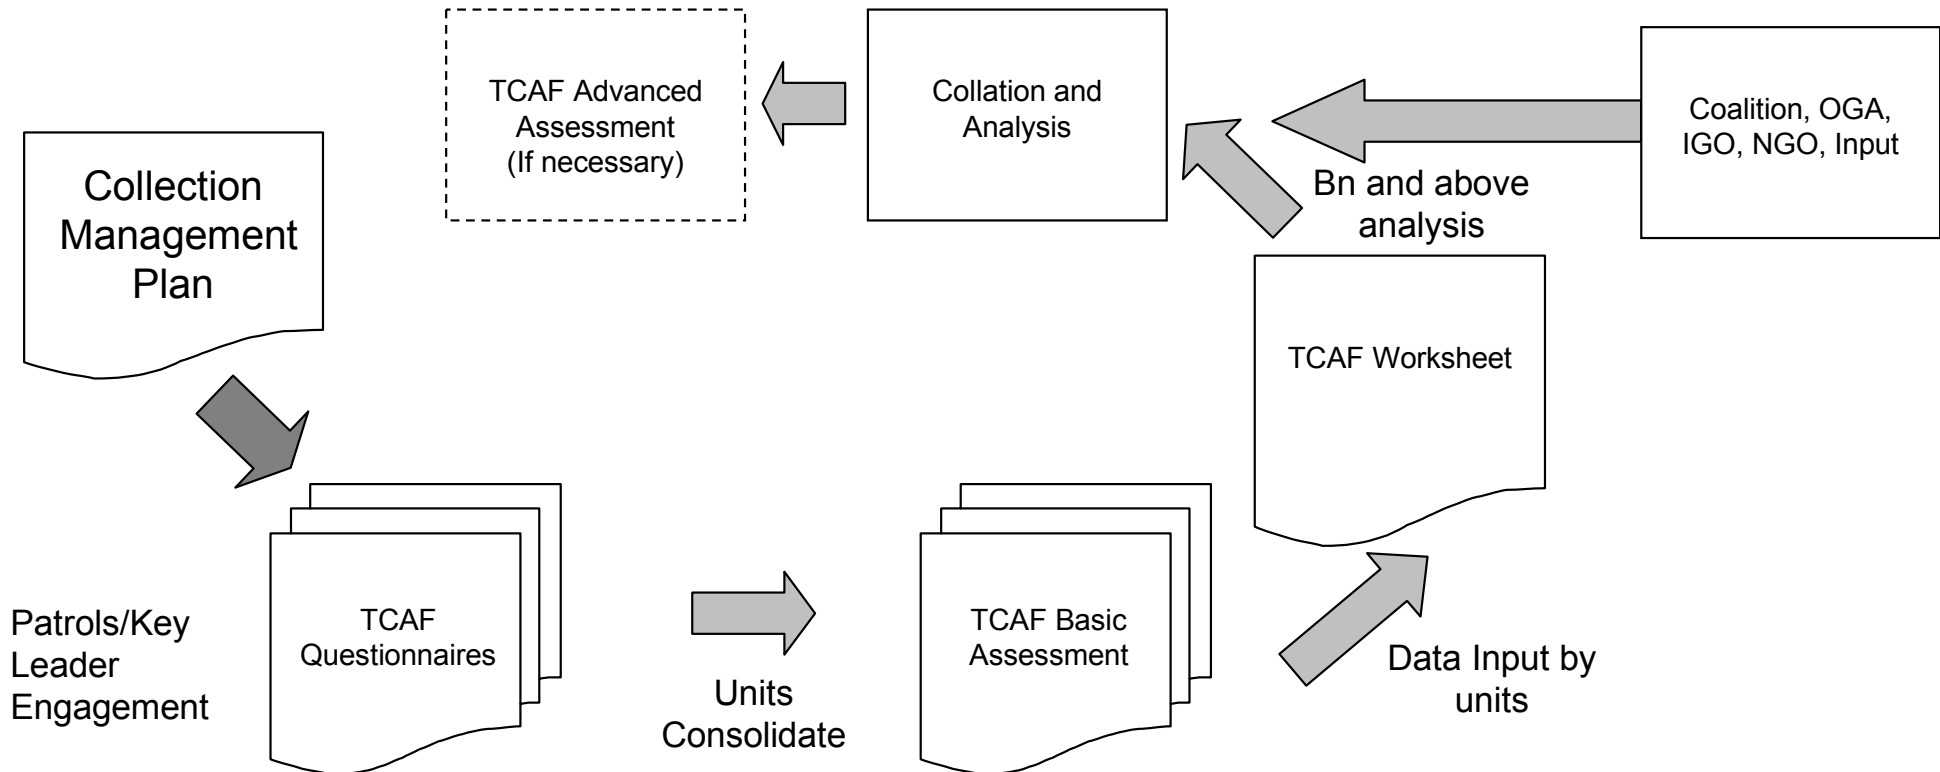 TCAF Advanced
Assessment
(If necessary)
Collation and
Analysis
Coalition, OGA,
IGO, NGO, Input
Collection
Management
Plan
Bn and above
analysis
TCAF Worksheet
Patrols/Key
Leader
Engagement
TCAF
Questionnaires
Units
Consolidate
TCAF Basic
Assessment
Data Input by
units